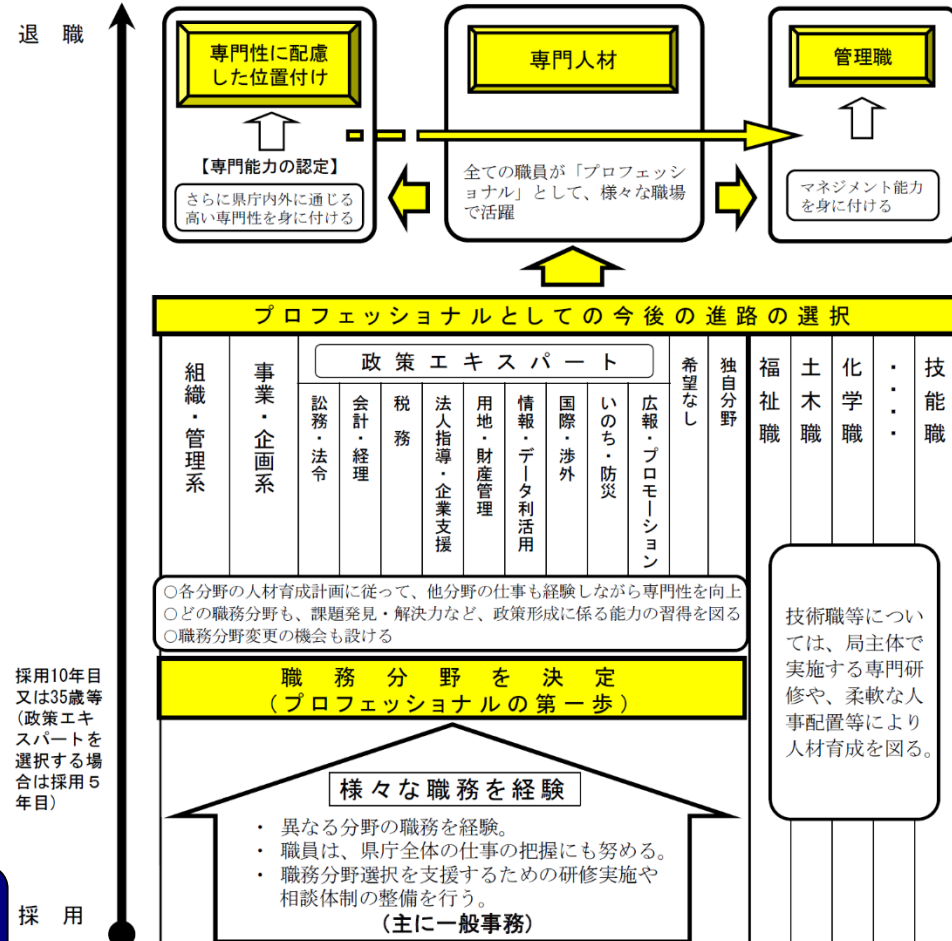 退職
専門性に配慮
した位置付け
【専門能力の認定】
さらに県庁内外に通じる
高い専門性を身に付ける
専門人材
全ての職員が「プロフェッシ
ョナル」として、様々な職場
で活躍
管理職
マネジメント能力
を身に付ける
プロフェッショナルとしての今後の進路の選択
組織・管理系
事業・企画系
政策エキスパート
訟務・法令
会計・経理
税務
法人指導・企業支援
用地・財産管理
情報・データ利活用
国際・渉外
いのち・防災
広報・プロモーション
希望なし
独自分野
福祉職
土木職
化学職
・・・・
技能職
○各分野の人材育成計画に従って、他分野の仕事も経験しながら専門性を向上
○どの職務分野も、課題発見・解決力など、政策形成に係る能力の習得を図る
○職務分野変更の機会も設ける
技術職等につい
ては、局主体で
実施する専門研
修や、柔軟な人
事配置等により
人材育成を図る。
採用10年目
又は35歳等
(政策エキ
スパートを
選択する場
合は採用5
年目)
職務分野を決定
(プロフェッショナルの第一歩)
様々な職務を経験
・ 異なる分野の職務を経験。
・ 職員は、県庁全体の仕事の把握にも努める。
・ 職務分野選択を支援するための研修実施や
相談体制の整備を行う。
(主に一般事務)
採用